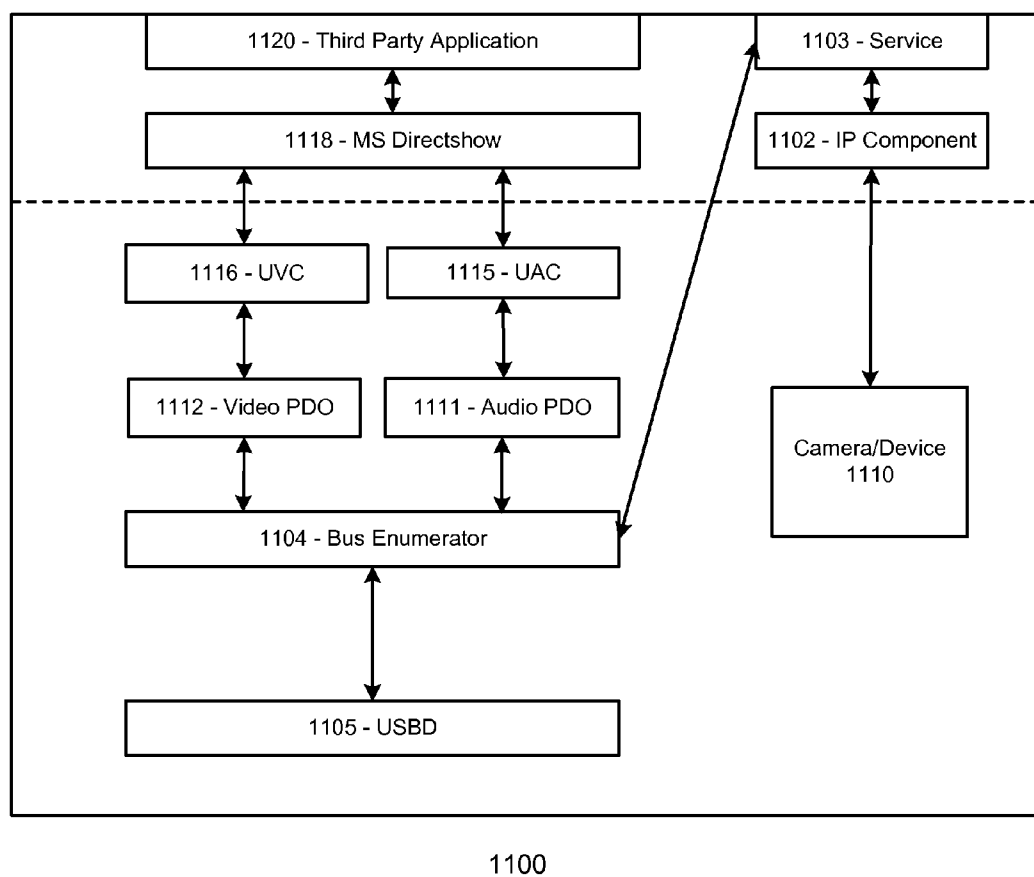 1120 - Third Party Application
1103 - Service
1118 - MS Directshow
1102 - IP Component
1116 - UVC
1115 - UAC
1112 - Video PDO
1111 - Audio PDO
Camera/Device
1110
1104 - Bus Enumerator
1105 - USBD
1100